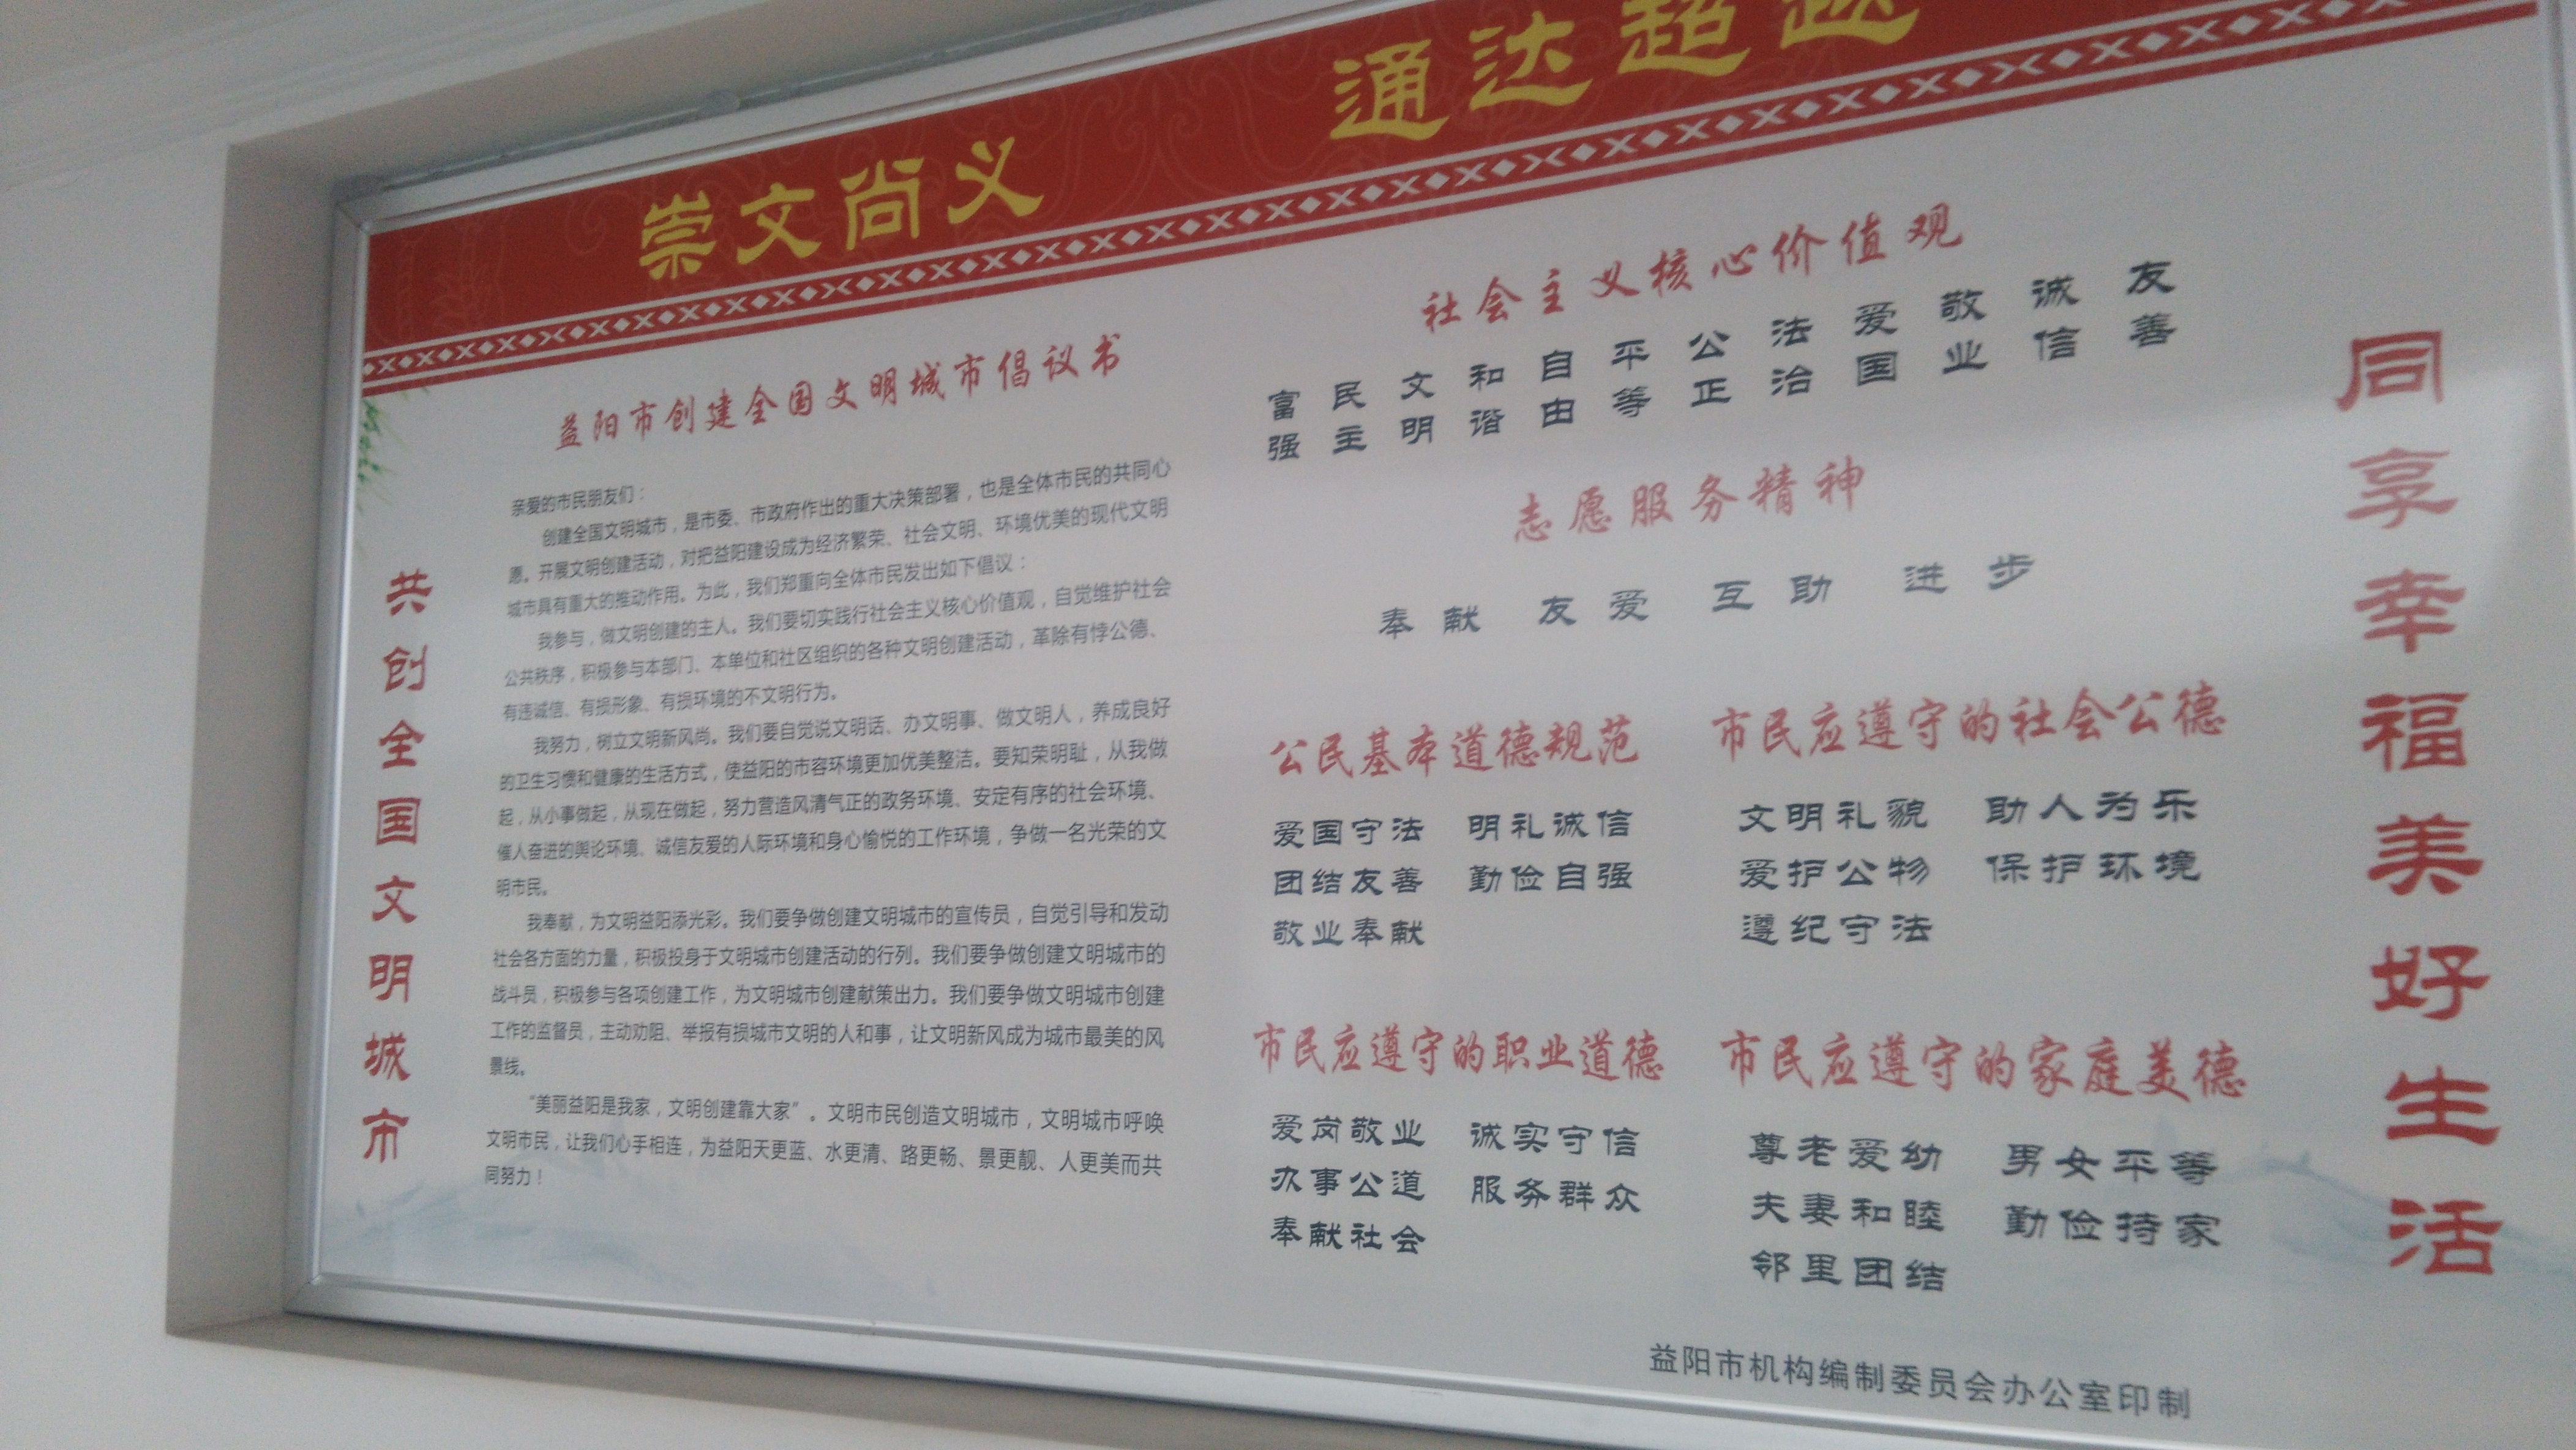 崇文尚义 通达超越
共创全国文明城市
益阳市创建全国文明城市倡议书
亲爱的市民朋友们：
创建全国文明城市，是市委、市政府作出的重大决策部署，也是全体市民的共同心
愿。开展文明创建活动，对把益阳建设成为经济繁荣、社会文明、环境优美的现代文明
城市具有重大的推动作用。为此，我们郑重向全体市民发出如下倡议：
我参与，做文明创建的主人。我们要切实践行社会主义核心价值观，自觉维护社会
公共秩序，积极参与本部门、本单位和社区组织的各种文明创建活动，革除有悖公德、
有违诚信、有损形象、有损环境的不文明行为。
我努力，树立文明新风尚。我们要自觉说文明话、办文明事、做文明人，养成良好
的卫生习惯和健康的生活方式，使益阳的市容环境更加优美整洁。要知荣明耻，从我做
起，从小事做起，从现在做起，努力营造风清气正的政务环境、安定有序的社会环境、
催人奋进的舆论环境、诚信友爱的人际环境和身心愉悦的工作环境，争做一名光荣的文
明市民。
我奉献，为文明益阳添光彩。我们要争做创建文明城市的宣传员，自觉引导和发动
社会各方面的力量，积极投身于文明城市创建活动的行列。我们要争做创建文明城市的
战斗员，积极参与各项创建工作，为文明城市创建献策出力。我们要争做文明城市创建
工作的监督员，主动劝阻、举报有损城市文明的人和事，让文明新风成为城市最美的风
景线。
“美丽益阳是我家，文明创建靠大家”。文明市民创造文明城市，文明城市呼唤
文明市民，让我们心手相连，为益阳天更蓝、水更清、路更畅、景更靓、人更美而共
同努力！
社会主义核心价值观
富强 民主 文明 和谐 自由 平等 公正 法治 爱国 敬业 诚信 友善
志愿服务精神
奉献 友爱 互助 进步
公民基本道德规范
爱国守法 明礼诚信
团结友善 勤俭自强
敬业奉献
市民应遵守的社会公德
文明礼貌 助人为乐
爱护公物 保护环境
遵纪守法
市民应遵守的职业道德
爱岗敬业 诚实守信
办事公道 服务群众
奉献社会
市民应遵守的家庭美德
尊老爱幼 男女平等
夫妻和睦 勤俭持家
邻里团结
同享幸福美好生活
益阳市机构编制委员会办公室印制